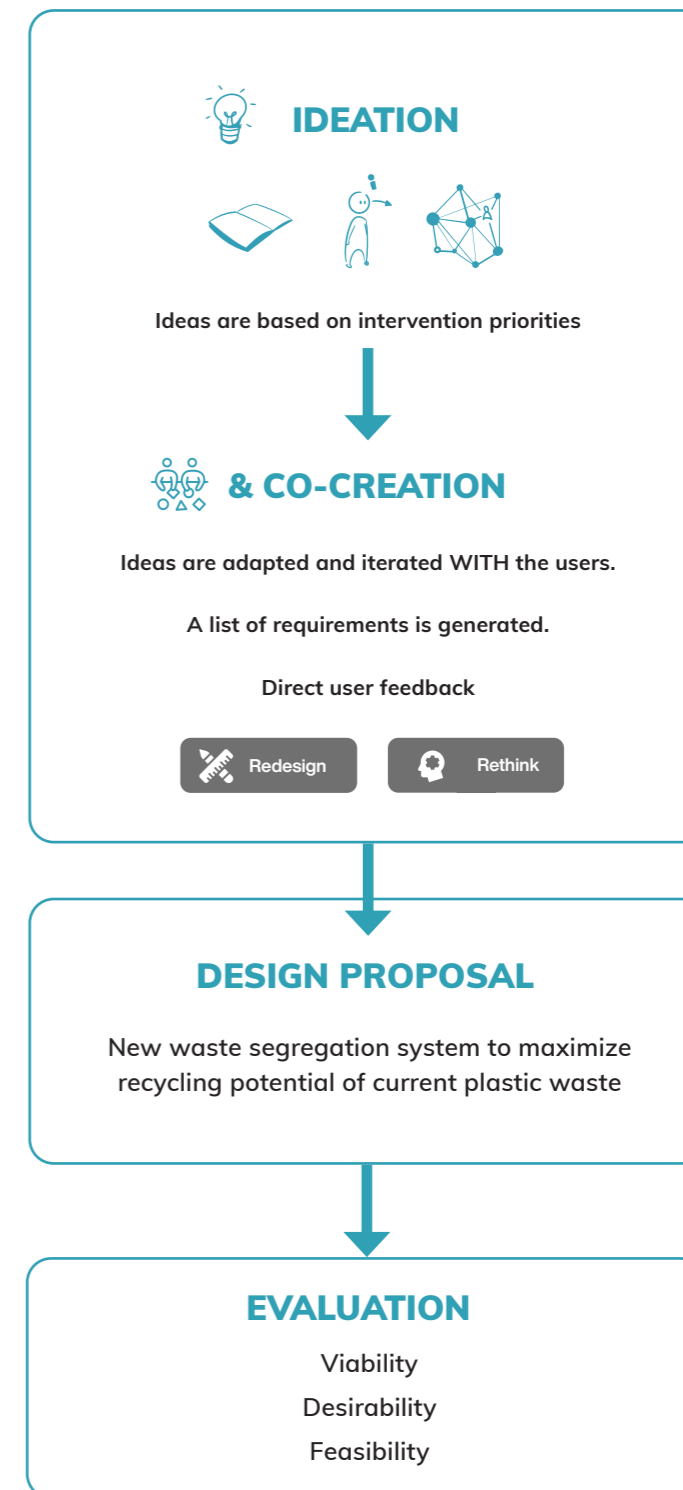 IDEATION
Ideas are based on intervention priorities
& CO-CREATION
Ideas are adapted and iterated WITH the users.
A list of requirements is generated.
Direct user feedback
Redesign
Rethink
DESIGN PROPOSAL
New waste segregation system to maximize
recycling potential of current plastic waste
EVALUATION
Viability
Desirability
Feasibility